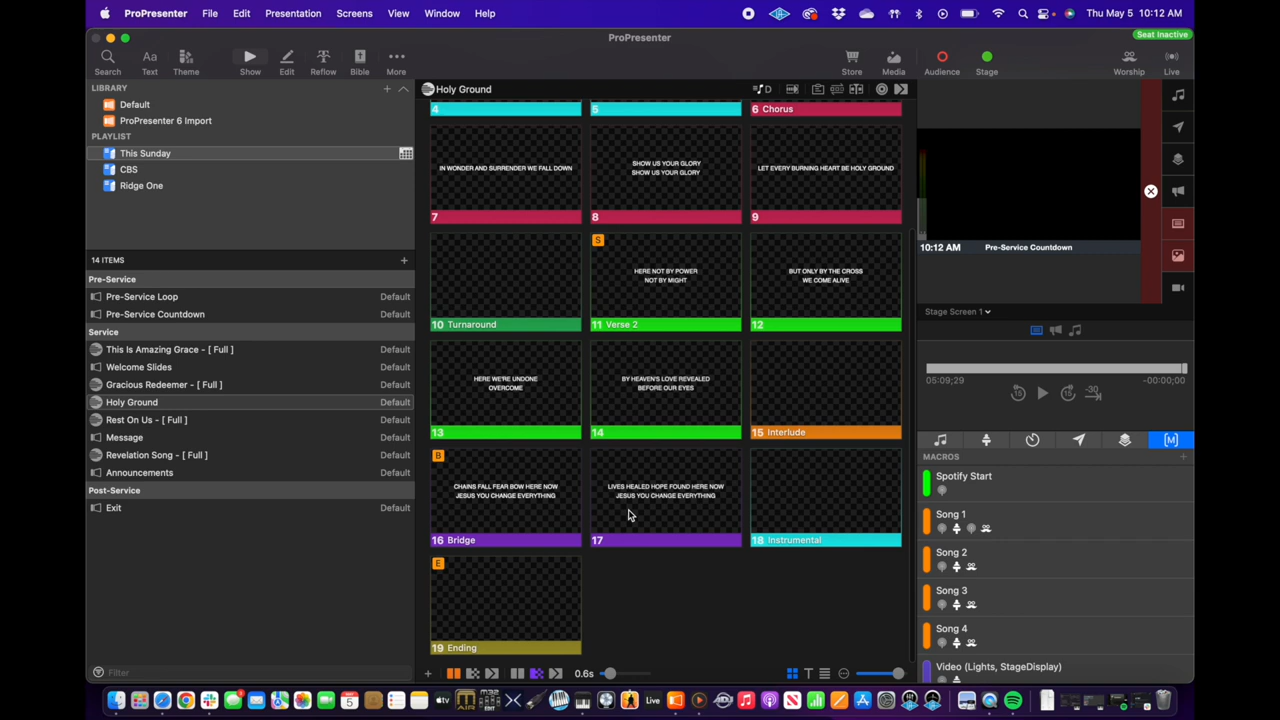 ProPresenter File Edit Presentation Screens View Window Help
Thu May 5 10:12 AM
ProPresenter
Seat Inactive
Search Text Theme Show Edit Reflow Bible More
Store Media Audience Stage Worship Live
LIBRARY
Default
ProPresenter 6 Import
PLAYLIST
This Sunday
CBS
Ridge One
14 ITEMS
Pre-Service
Pre-Service Loop Default
Pre-Service Countdown Default
Service
This Is Amazing Grace - [ Full ] Default
Welcome Slides Default
Gracious Redeemer - [ Full ] Default
Holy Ground Default
Rest On Us - [ Full ] Default
Message Default
Revelation Song - [ Full ] Default
Announcements Default
Post-Service
Exit Default
Filter
Holy Ground
D
4 5 6 Chorus
IN WONDER AND SURRENDER WE FALL DOWN
7
SHOW US YOUR GLORY
SHOW US YOUR GLORY
8
LET EVERY BURNING HEART BE HOLY GROUND
9
10 Turnaround
S
HERE NOT BY POWER
NOT BY MIGHT
11 Verse 2
BUT ONLY BY THE CROSS
WE COME ALIVE
12
HERE WE'RE UNDONE
OVERCOME
13
BY HEAVEN'S LOVE REVEALED
BEFORE OUR EYES
14
15 Interlude
B
CHAINS FALL FEAR BOW HERE NOW
JESUS YOU CHANGE EVERYTHING
16 Bridge
LIVES HEALED HOPE FOUND HERE NOW
JESUS YOU CHANGE EVERYTHING
17
18 Instrumental
E
19 Ending
0.6s
10:12 AM Pre-Service Countdown
Stage Screen 1
05:09;29 -00:00;00
15 15 -30
[M]
MACROS
Spotify Start
Song 1
Song 2
Song 3
Song 4
Video (Lights, StageDisplay)